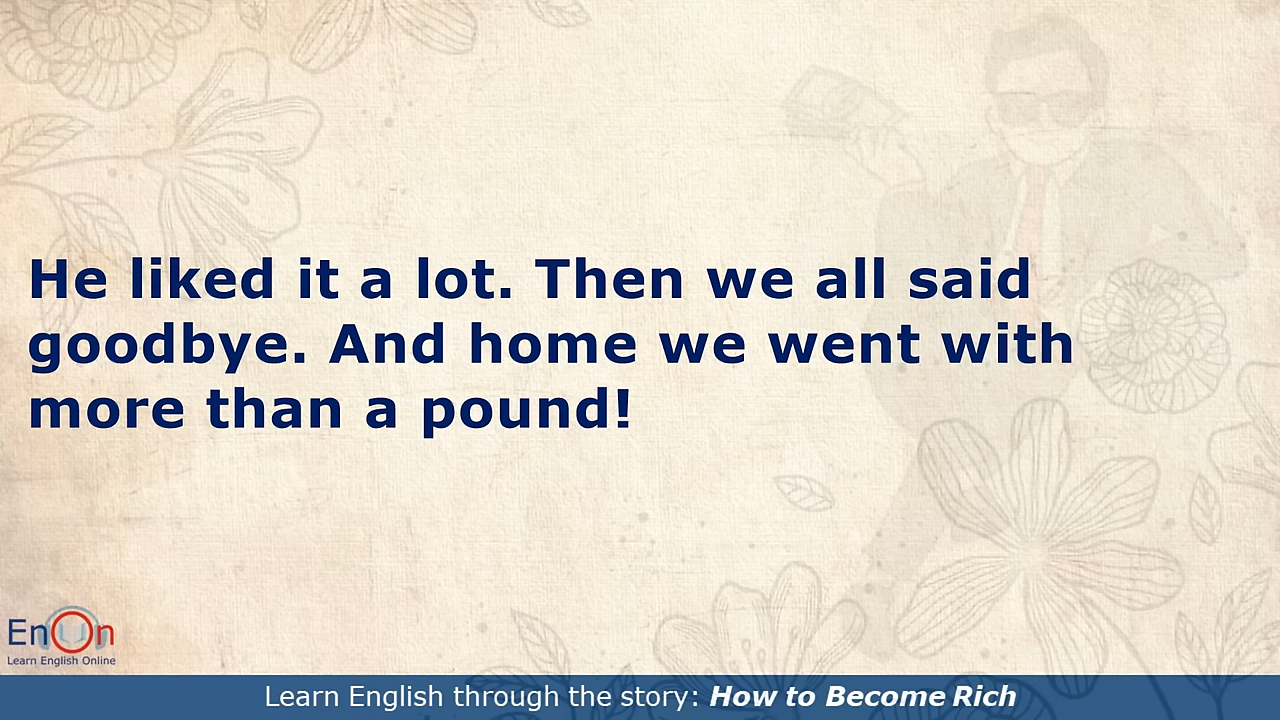 He liked it a lot. Then we all said
goodbye. And home we went with
more than a pound!
EnOn
Learn English Online
Learn English through the story: How to Become Rich